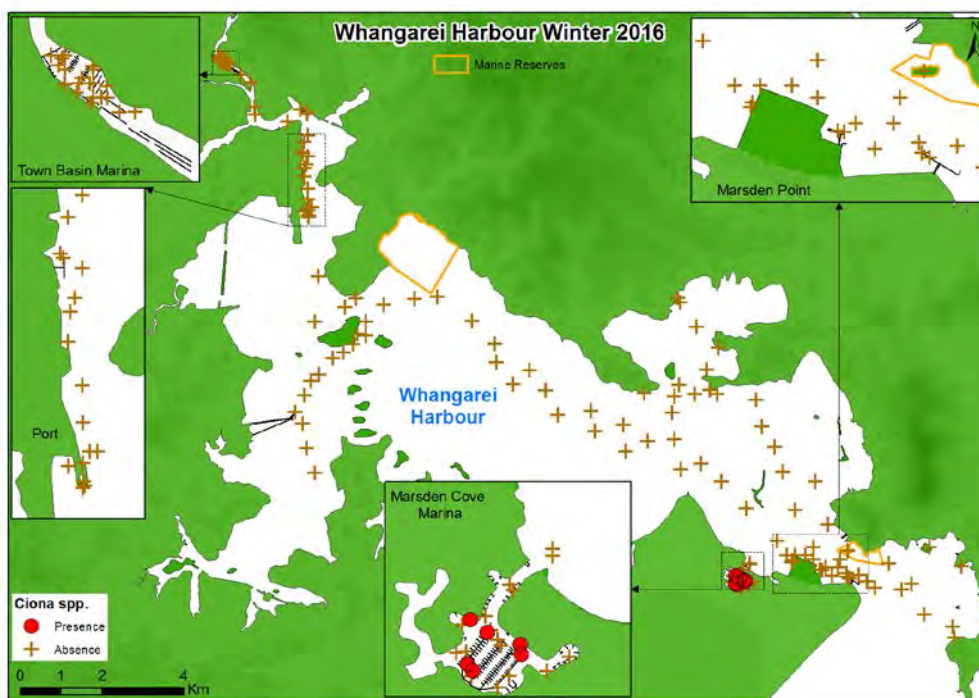 Whangarei Harbour Winter 2016
Marine Reserves
N
Town Basin Marina
Marsden Point
Port
Whangarei
Harbour
Marsden Cove
Marina
Ciona spp.
Presence
Absence
0 2 4
Km